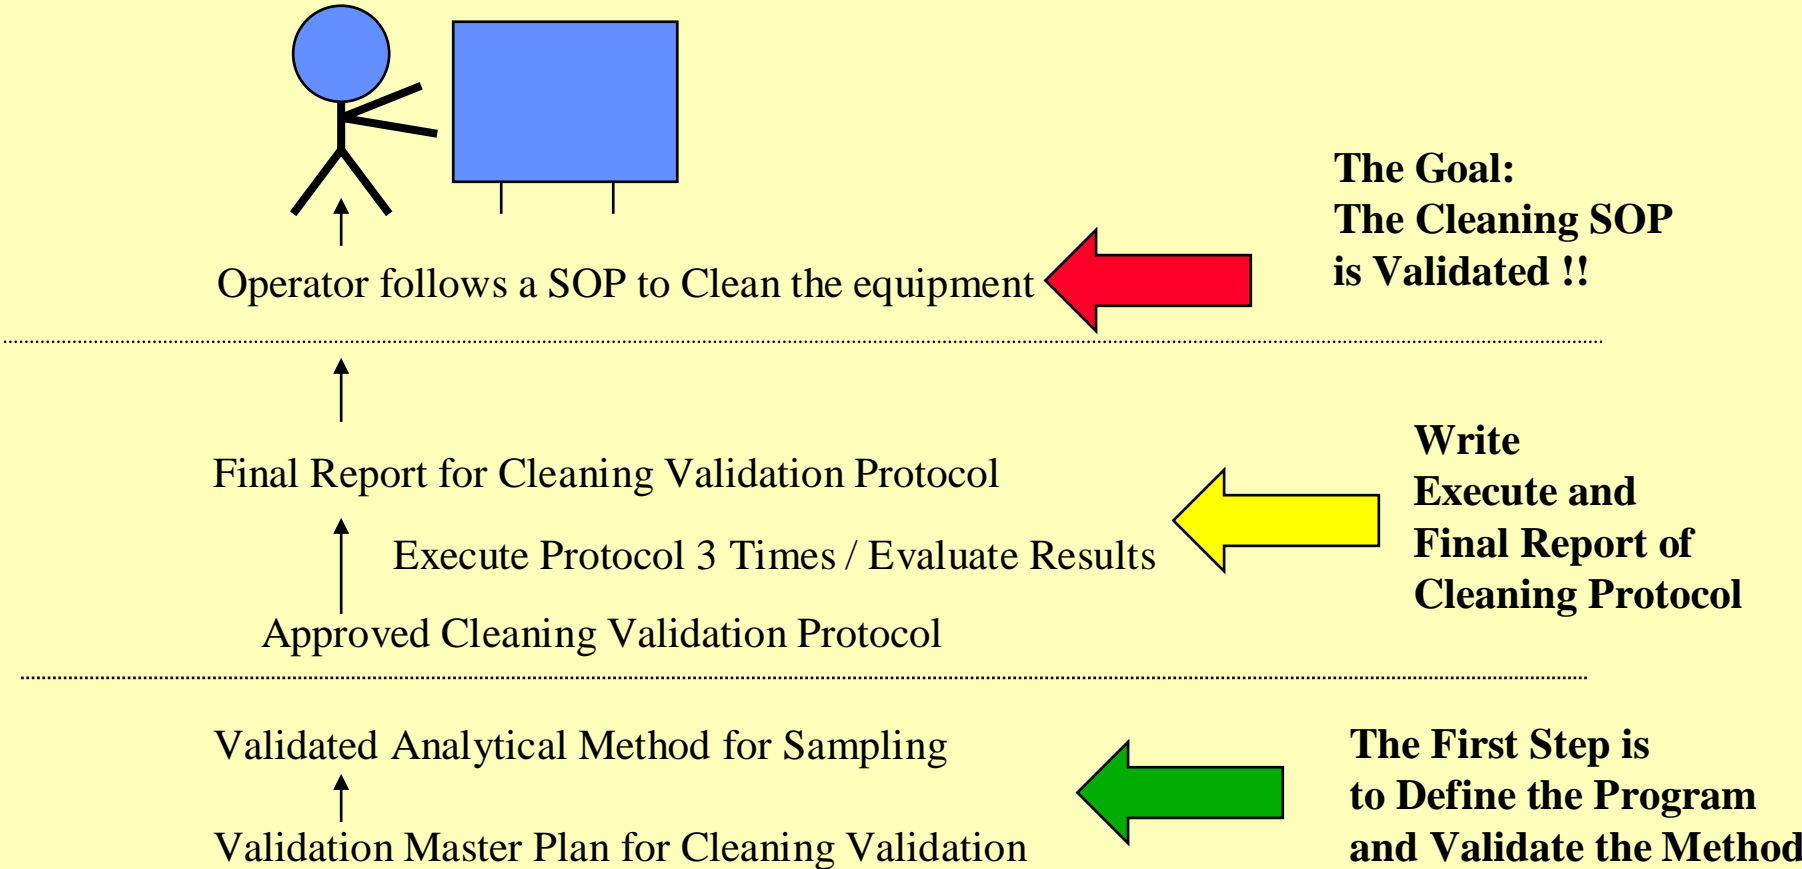 The Goal:
The Cleaning SOP
is Validated !!
Operator follows a SOP to Clean the equipment
Write
Execute and
Final Report of
Cleaning Protocol
Final Report for Cleaning Validation Protocol
Execute Protocol 3 Times / Evaluate Results
Approved Cleaning Validation Protocol
Validated Analytical Method for Sampling
Validation Master Plan for Cleaning Validation
The First Step is
to Define the Program
and Validate the Method